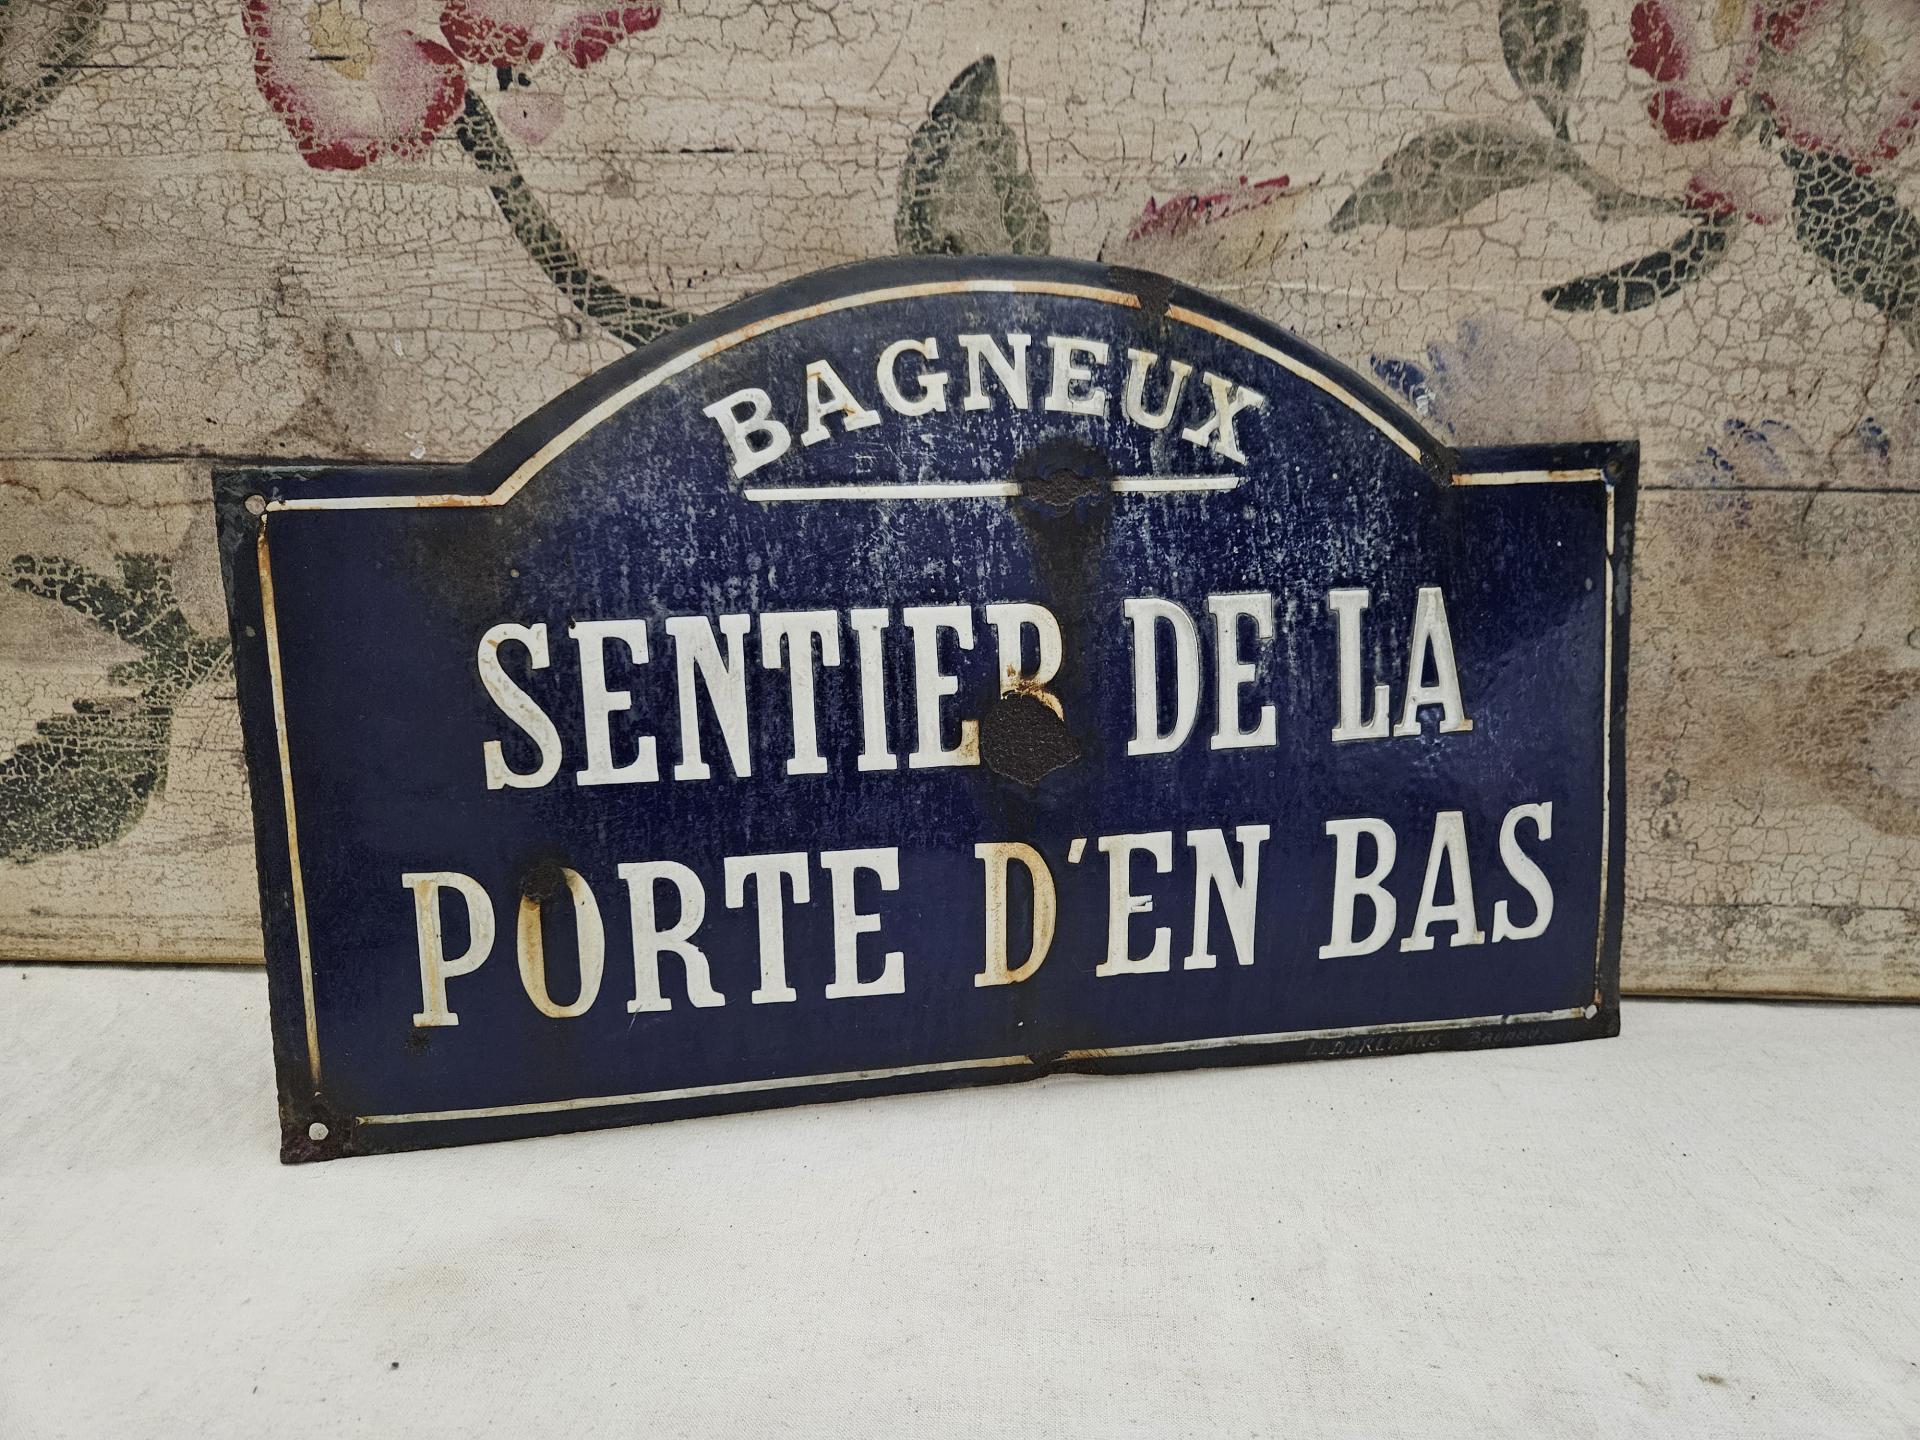 BAGNEUX
SENTIER DE LA
PORTE D'EN BAS